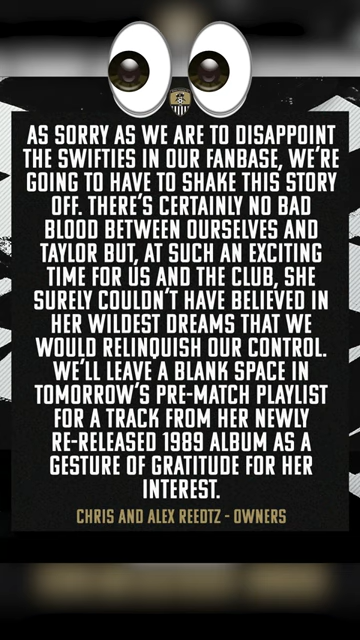 AS SORRY AS WE ARE TO DISAPPOINT
THE SWIFTIES IN OUR FANBASE, WE'RE
GOING TO HAVE TO SHAKE THIS STORY
OFF. THERE'S CERTAINLY NO BAD
BLOOD BETWEEN OURSELVES AND
TAYLOR BUT, AT SUCH AN EXCITING
TIME FOR US AND THE CLUB, SHE
SURELY COULDN'T HAVE BELIEVED IN
HER WILDEST DREAMS THAT WE
WOULD RELINQUISH OUR CONTROL.
WE'LL LEAVE A BLANK SPACE IN
TOMORROW'S PRE-MATCH PLAYLIST
FOR A TRACK FROM HER NEWLY
RE-RELEASED 1989 ALBUM AS A
GESTURE OF GRATITUDE FOR HER
INTEREST.
CHRIS AND ALEX REEDTZ - OWNERS